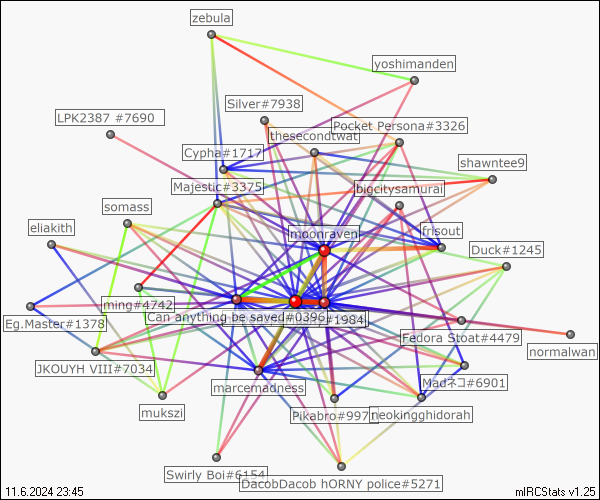 zebula
yoshimanden
Silver#7938
LPK2387 #7690
Pocket Persona#3326
thesecondtwat
Cypha#1717
shawntee9
Majestic#3375
bigcitysamurai
somass
eliakith
moonraven
frisout
Duck#1245
ming#4742
Can anything be saved#0396
#1984
Eg.Master#1378
Fedora Stoat#4479
normalwan
JKOUYH VIII#7034
marcemadness
Madネコ#6901
mukszi
Pikabro#997
neokingghidorah
Swirly Boi#6154
DacobDacob hORNY police#5271
11.6.2024 23:45
mIRCStats v1.25